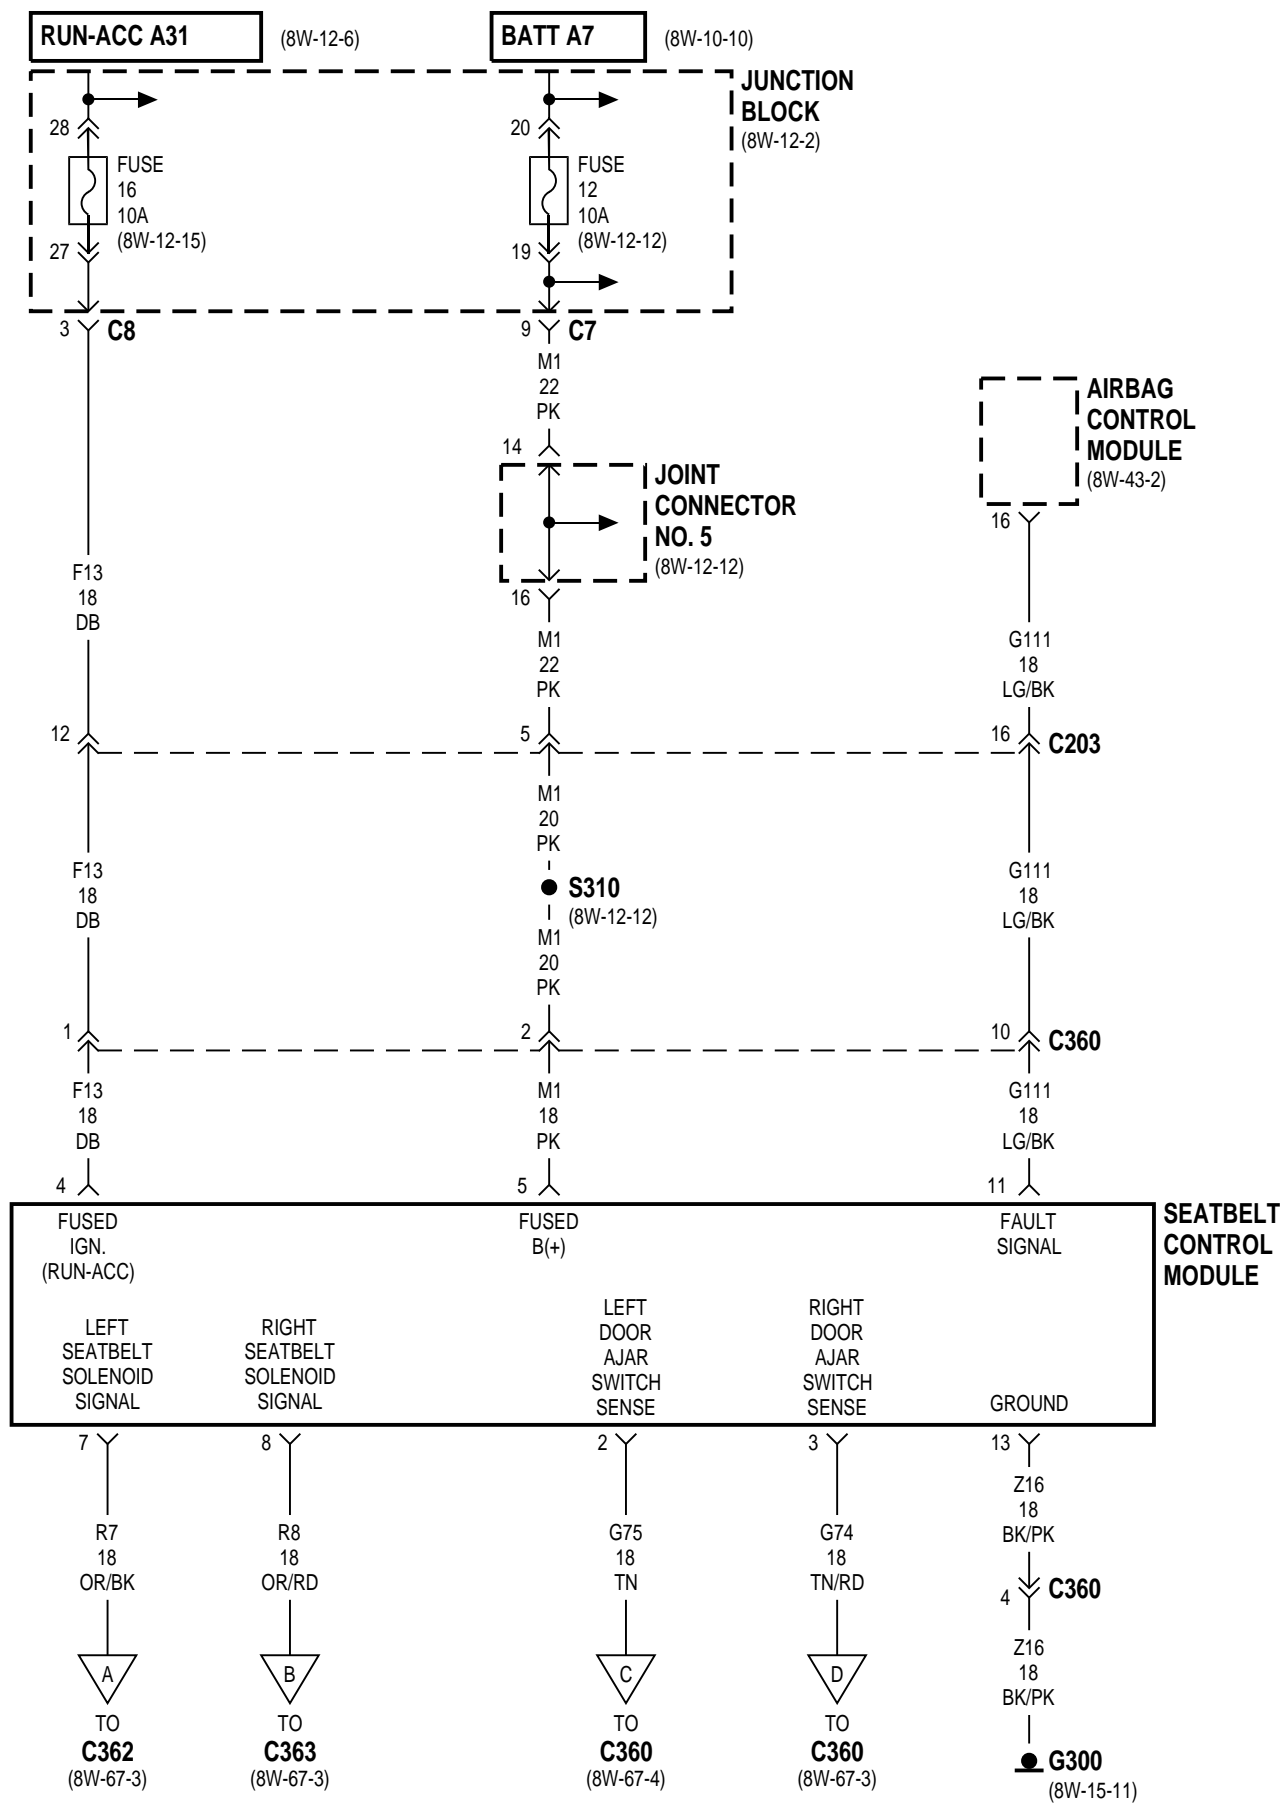 RUN-ACC A31
(8W-12-6)
BATT A7
(8W-10-10)
JUNCTION
BLOCK
(8W-12-2)
28
FUSE
16
10A
(8W-12-15)
27
20
FUSE
12
10A
(8W-12-12)
19
3
C8
9
C7
M1
22
PK
14
JOINT
CONNECTOR
NO. 5
(8W-12-12)
16
AIRBAG
CONTROL
MODULE
(8W-43-2)
16
F13
18
DB
M1
22
PK
G111
18
LG/BK
12
5
16
C203
M1
20
PK
F13
18
DB
S310
(8W-12-12)
G111
18
LG/BK
M1
20
PK
1
2
10
C360
F13
18
DB
M1
18
PK
G111
18
LG/BK
4
5
11
SEATBELT
CONTROL
MODULE
FUSED
IGN.
(RUN-ACC)
FUSED
B(+)
FAULT
SIGNAL
LEFT
SEATBELT
SOLENOID
SIGNAL
RIGHT
SEATBELT
SOLENOID
SIGNAL
LEFT
DOOR
AJAR
SWITCH
SENSE
RIGHT
DOOR
AJAR
SWITCH
SENSE
GROUND
7
8
2
3
13
R7
18
OR/BK
R8
18
OR/RD
G75
18
TN
G74
18
TN/RD
Z16
18
BK/PK
4
C360
Z16
18
BK/PK
A
B
C
D
TO
C362
(8W-67-3)
TO
C363
(8W-67-3)
TO
C360
(8W-67-4)
TO
C360
(8W-67-3)
G300
(8W-15-11)